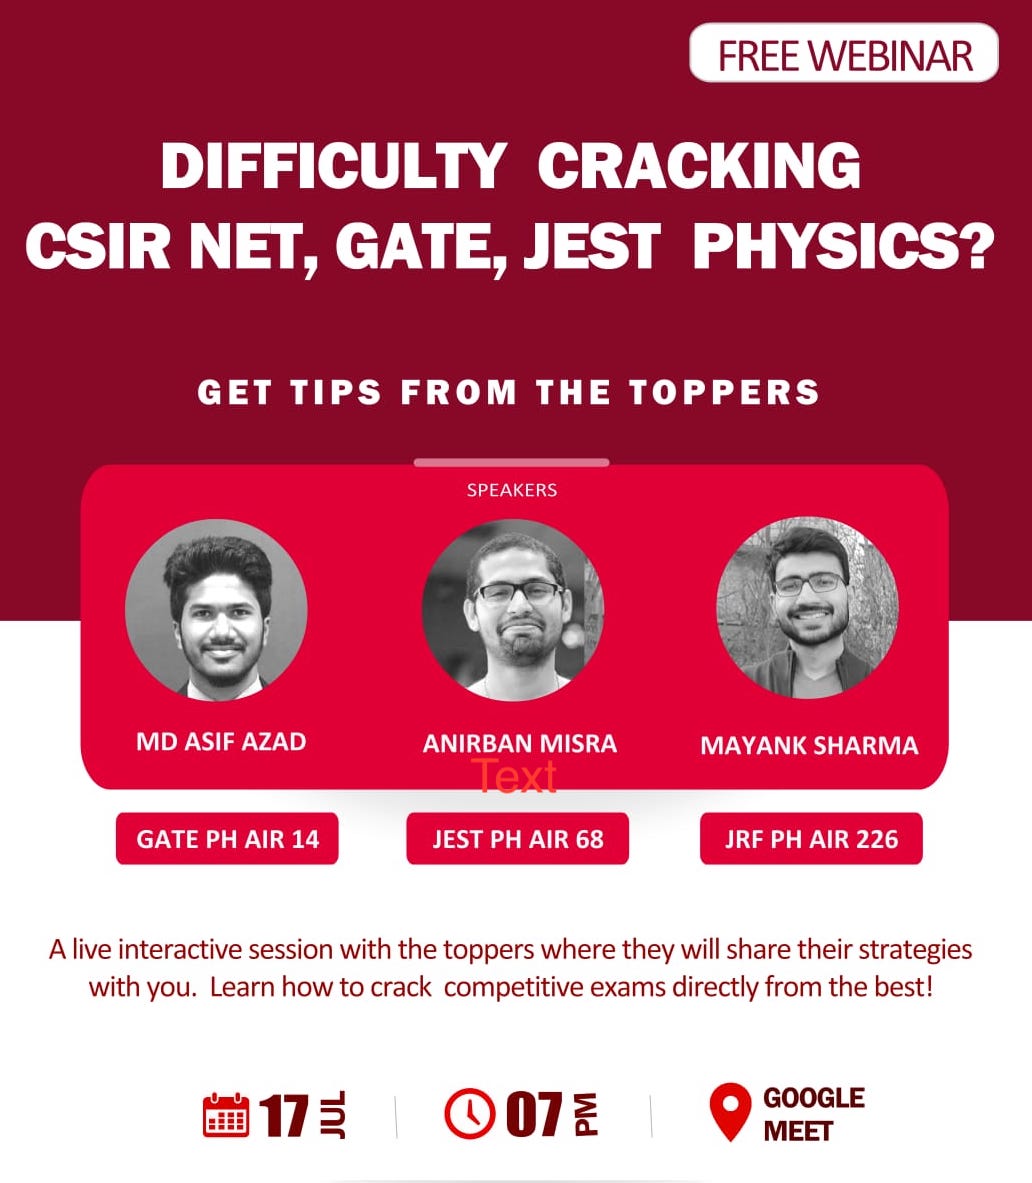 FREE WEBINAR
DIFFICULTY CRACKING
CSIR NET, GATE, JEST PHYSICS?
GET TIPS FROM THE TOPPERS
SPEAKERS
MD ASIF AZAD
ANIRBAN MISRA
MAYANK SHARMA
Text
GATE PH AIR 14
JEST PH AIR 68
JRF PH AIR 226
A live interactive session with the toppers where they will share their strategies
with you. Learn how to crack competitive exams directly from the best!
17 JUL
07 PM
GOOGLE
MEET